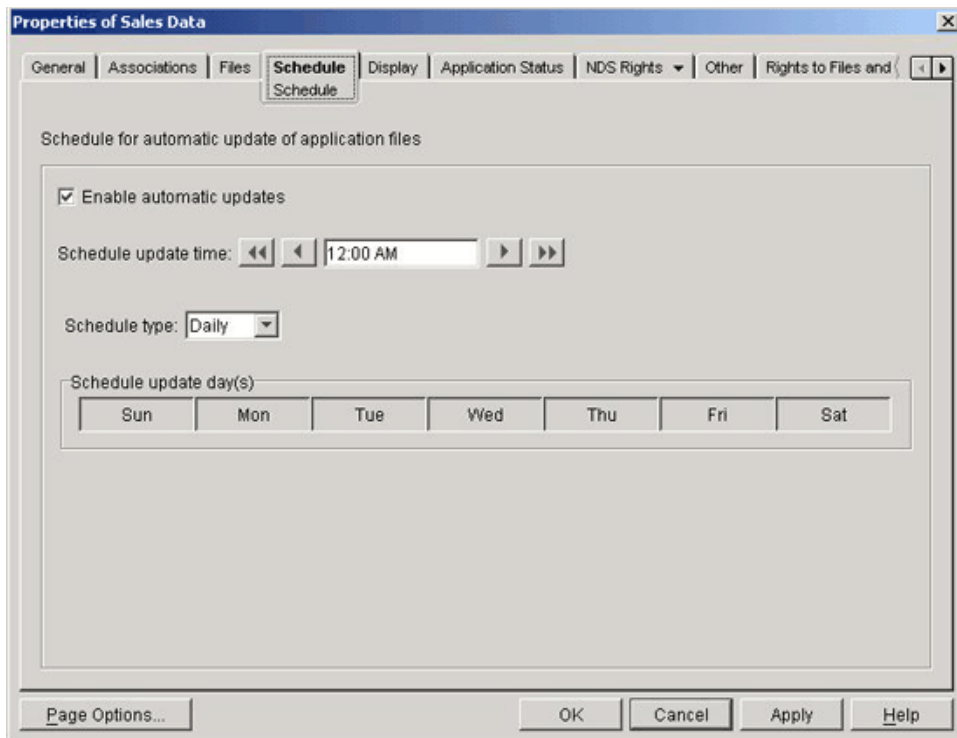 Properties of Sales Data
General Associations Files Schedule Display Application Status NDS Rights Other Rights to Files and
Schedule
Schedule for automatic update of application files
Enable automatic updates
Schedule update time: 12:00 AM
Schedule type: Daily
Schedule update day(s)
Sun Mon Tue Wed Thu Fri Sat
Page Options... OK Cancel Apply Help